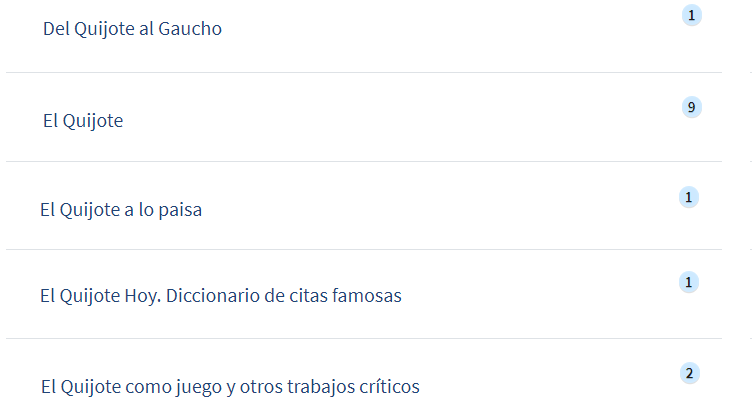 Del Quijote al Gaucho 1
El Quijote 9
El Quijote a lo paisa 1
El Quijote Hoy. Diccionario de citas famosas 1
El Quijote como juego y otros trabajos críticos 2